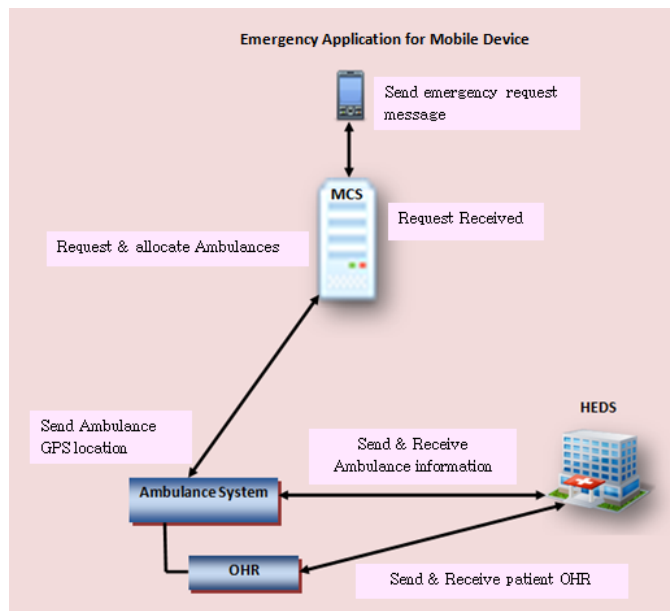 Emergency Application for Mobile Device
Send emergency request
message
MCS
Request Received
Request & allocate Ambulances
HEDS
Send Ambulance
GPS location
Send & Receive
Ambulance information
Ambulance System
OHR
Send & Receive patient OHR